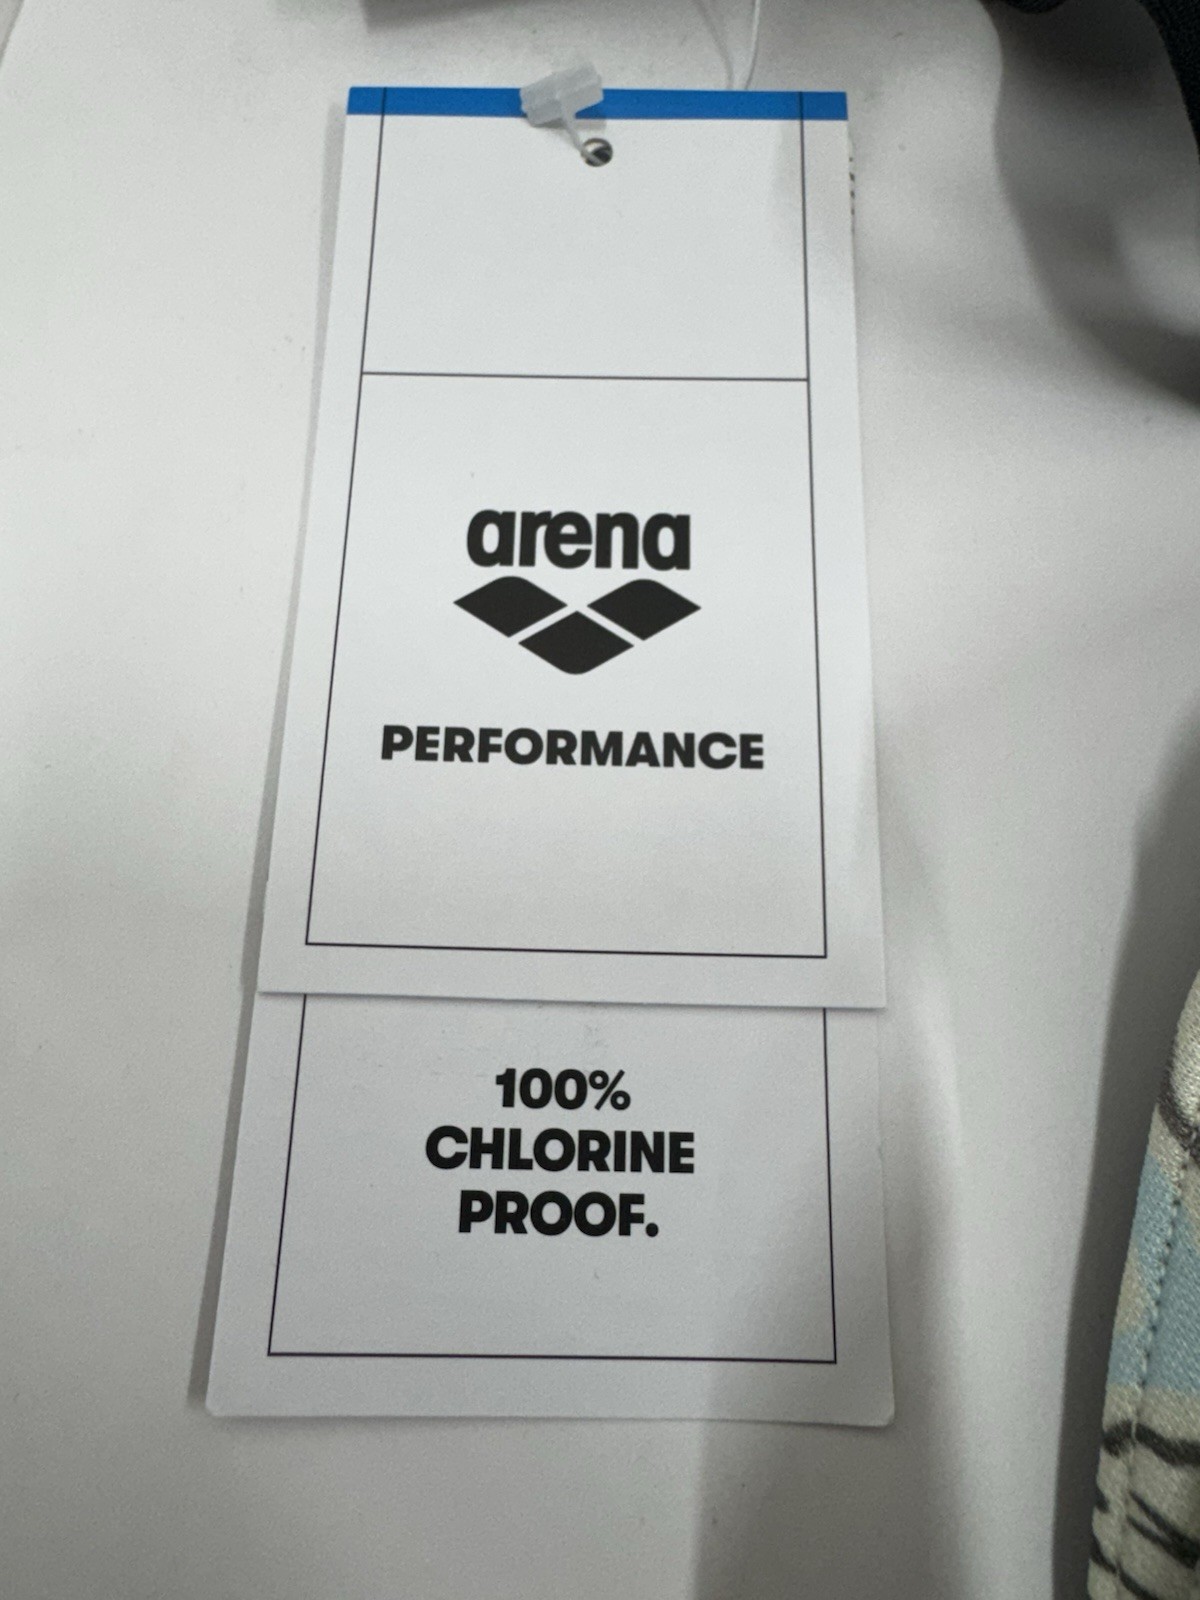 arena
PERFORMANCE
100%
CHLORINE
PROOF.